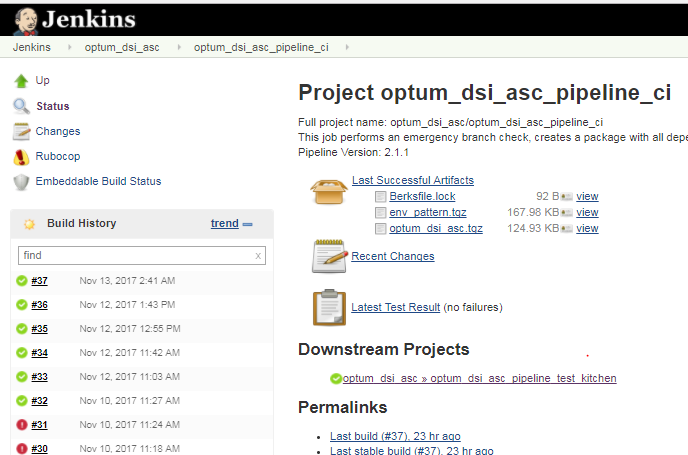 Jenkins
Jenkins optum_dsi_asc optum_dsi_asc_pipeline_ci
Up
Status
Changes
Rubocop
Embeddable Build Status
Build History trend
find x
#37 Nov 13, 2017 2:41 AM
#36 Nov 12, 2017 1:43 PM
#35 Nov 12, 2017 12:55 PM
#34 Nov 12, 2017 11:42 AM
#33 Nov 12, 2017 11:03 AM
#32 Nov 10, 2017 11:27 AM
#31 Nov 10, 2017 11:24 AM
#30 Nov 10, 2017 11:18 AM
Project optum_dsi_asc_pipeline_ci
Full project name: optum_dsi_asc/optum_dsi_asc_pipeline_ci
This job performs an emergency branch check, creates a package with all depe
Pipeline Version: 2.1.1
Last Successful Artifacts
Berksfile.lock 92 B view
env_pattern.tgz 167.98 KB view
optum_dsi_asc.tgz 124.93 KB view
Recent Changes
Latest Test Result (no failures)
Downstream Projects
optum_dsi_asc » optum_dsi_asc_pipeline_test_kitchen
Permalinks
Last build (#37), 23 hr ago
Last stable build (#37), 23 hr ago